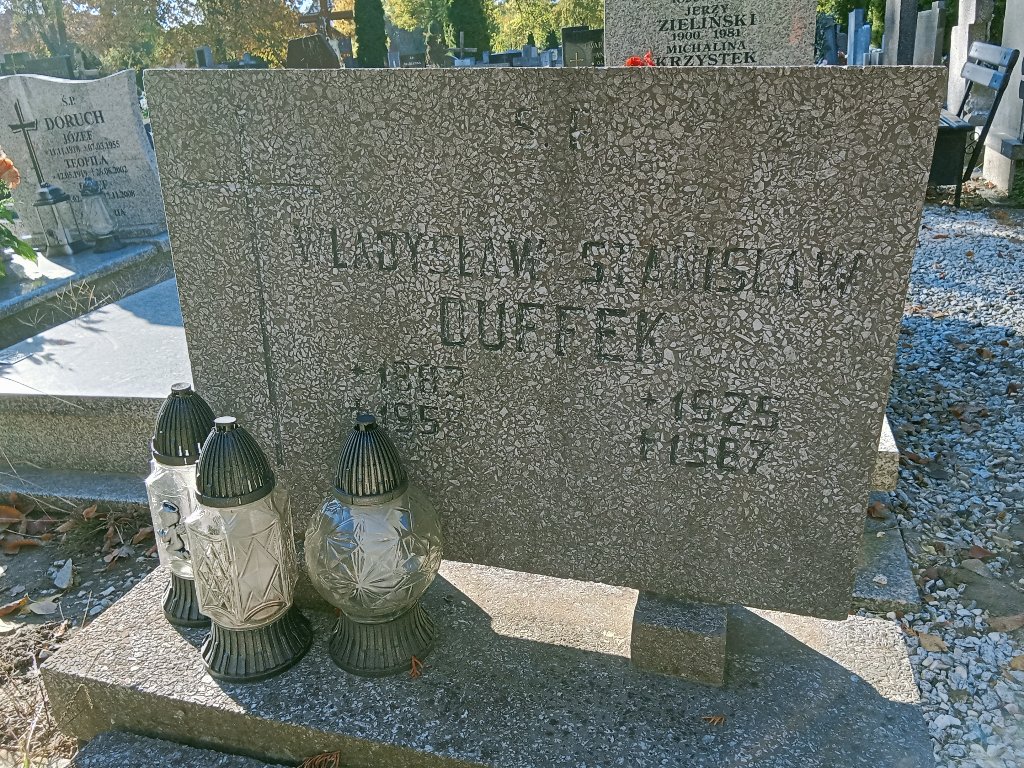 JERZY
ZIELIŃSKI
1900 - 1981
MICHALINA
KRZYSTEK
Ś.P.
DORUCH
JÓZEF
TEOFILA
Ś P
WŁADYSŁAW STANISŁAW
DUFFEK
* 1925
† 1987